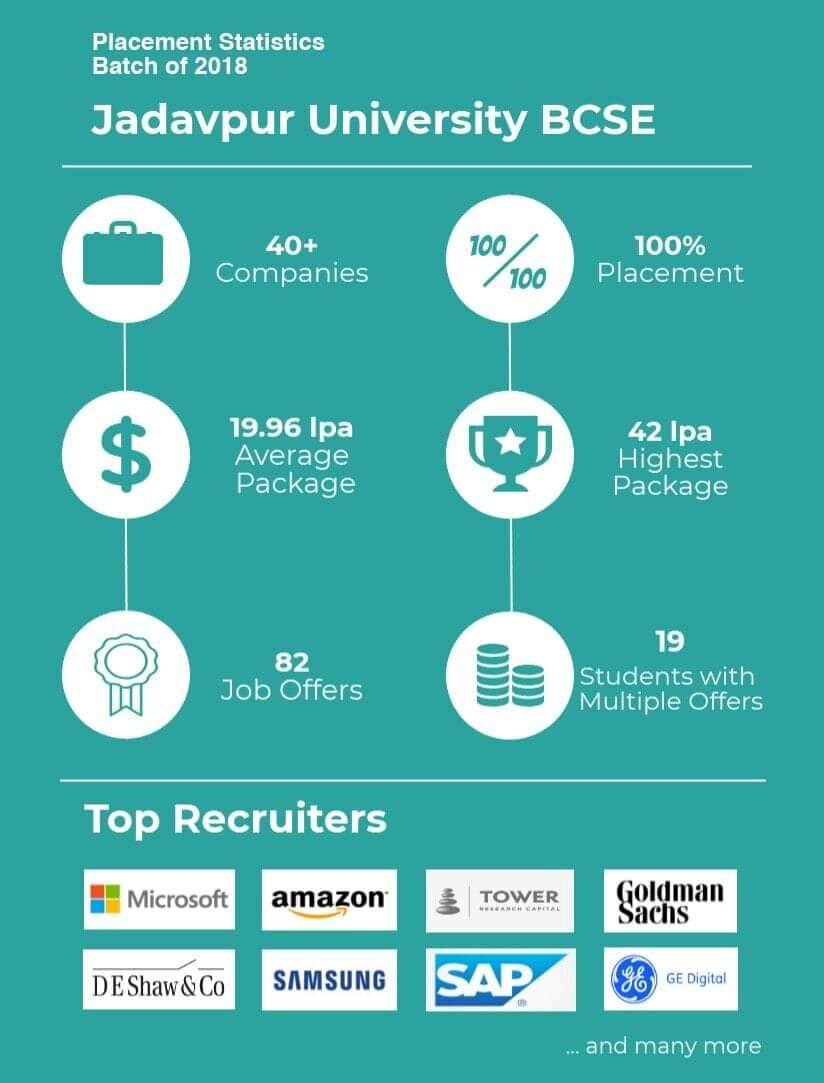 Placement Statistics
Batch of 2018
Jadavpur University BCSE
40+
Companies
100
100
100%
Placement
$
19.96 lpa
Average
Package
42 lpa
Highest
Package
82
Job Offers
19
Students with
Multiple Offers
Top Recruiters
Microsoft
amazon
TOWER
RESEARCH CAPITAL
Goldman
Sachs
DE Shaw & Co
SAMSUNG
SAP ®
GE
GE Digital
... and many more